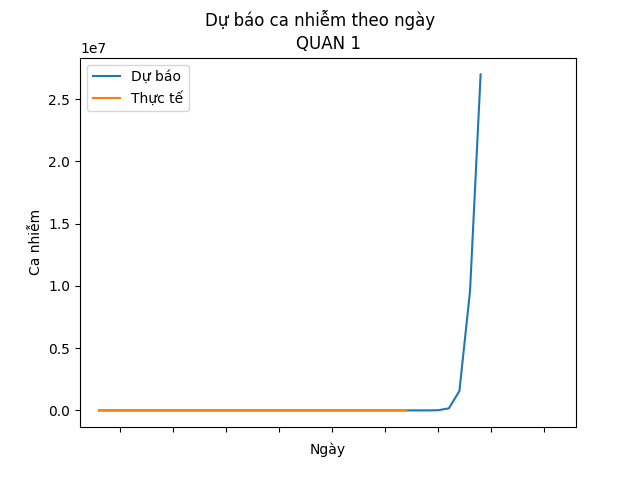 Dự báo ca nhiễm theo ngày
QUAN 1
1e7
Dự báo
Thực tế
2.5
2.0
1.5
1.0
0.5
0.0
Ca nhiễm
Ngày